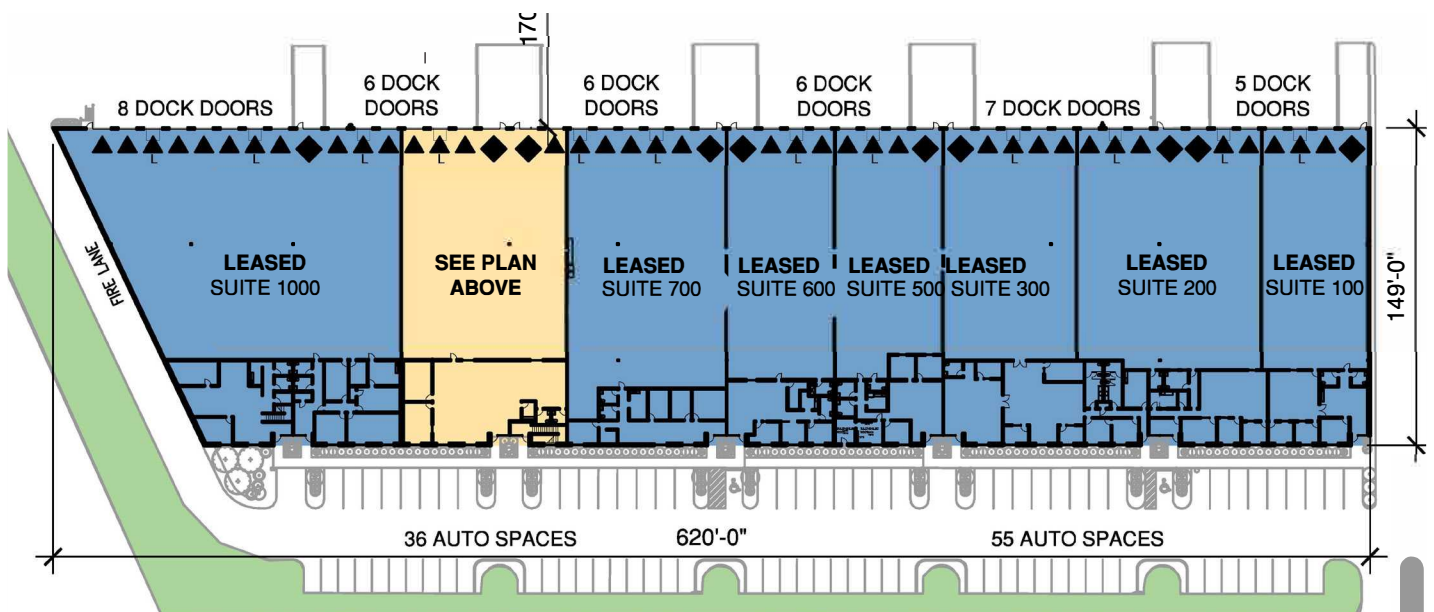 170
6 DOCK
DOORS
6 DOCK
DOORS
6 DOCK
DOORS
5 DOCK
DOORS
8 DOCK DOORS
7 DOCK DOORS
FIRE LANE
LEASED
SUITE 1000
SEE PLAN
ABOVE
LEASED
SUITE 700
LEASED
SUITE 600
LEASED
SUITE 500
LEASED
SUITE 300
LEASED
SUITE 200
LEASED
SUITE 100
149'-0"
36 AUTO SPACES
620'-0"
55 AUTO SPACES